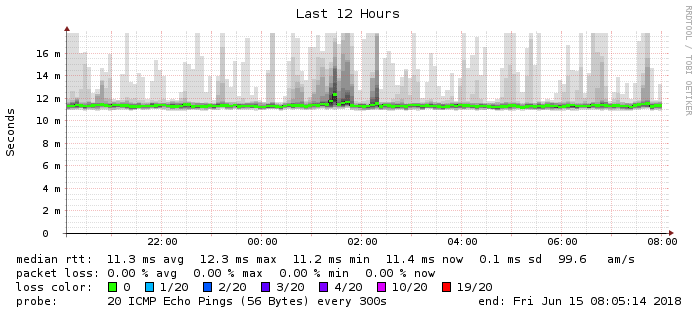 Last 12 Hours
RRDTOOL / TOBI OETIKER
Seconds
16 m
14 m
12 m
10 m
8 m
6 m
4 m
2 m
0
22:00 00:00 02:00 04:00 06:00 08:00
median rtt: 11.3 ms avg 12.3 ms max 11.2 ms min 11.4 ms now 0.1 ms sd 99.6 am/s
packet loss: 0.00 % avg 0.00 % max 0.00 % min 0.00 % now
loss color: 0 1/20 2/20 3/20 4/20 10/20 19/20
probe: 20 ICMP Echo Pings (56 Bytes) every 300s end: Fri Jun 15 08:05:14 2018